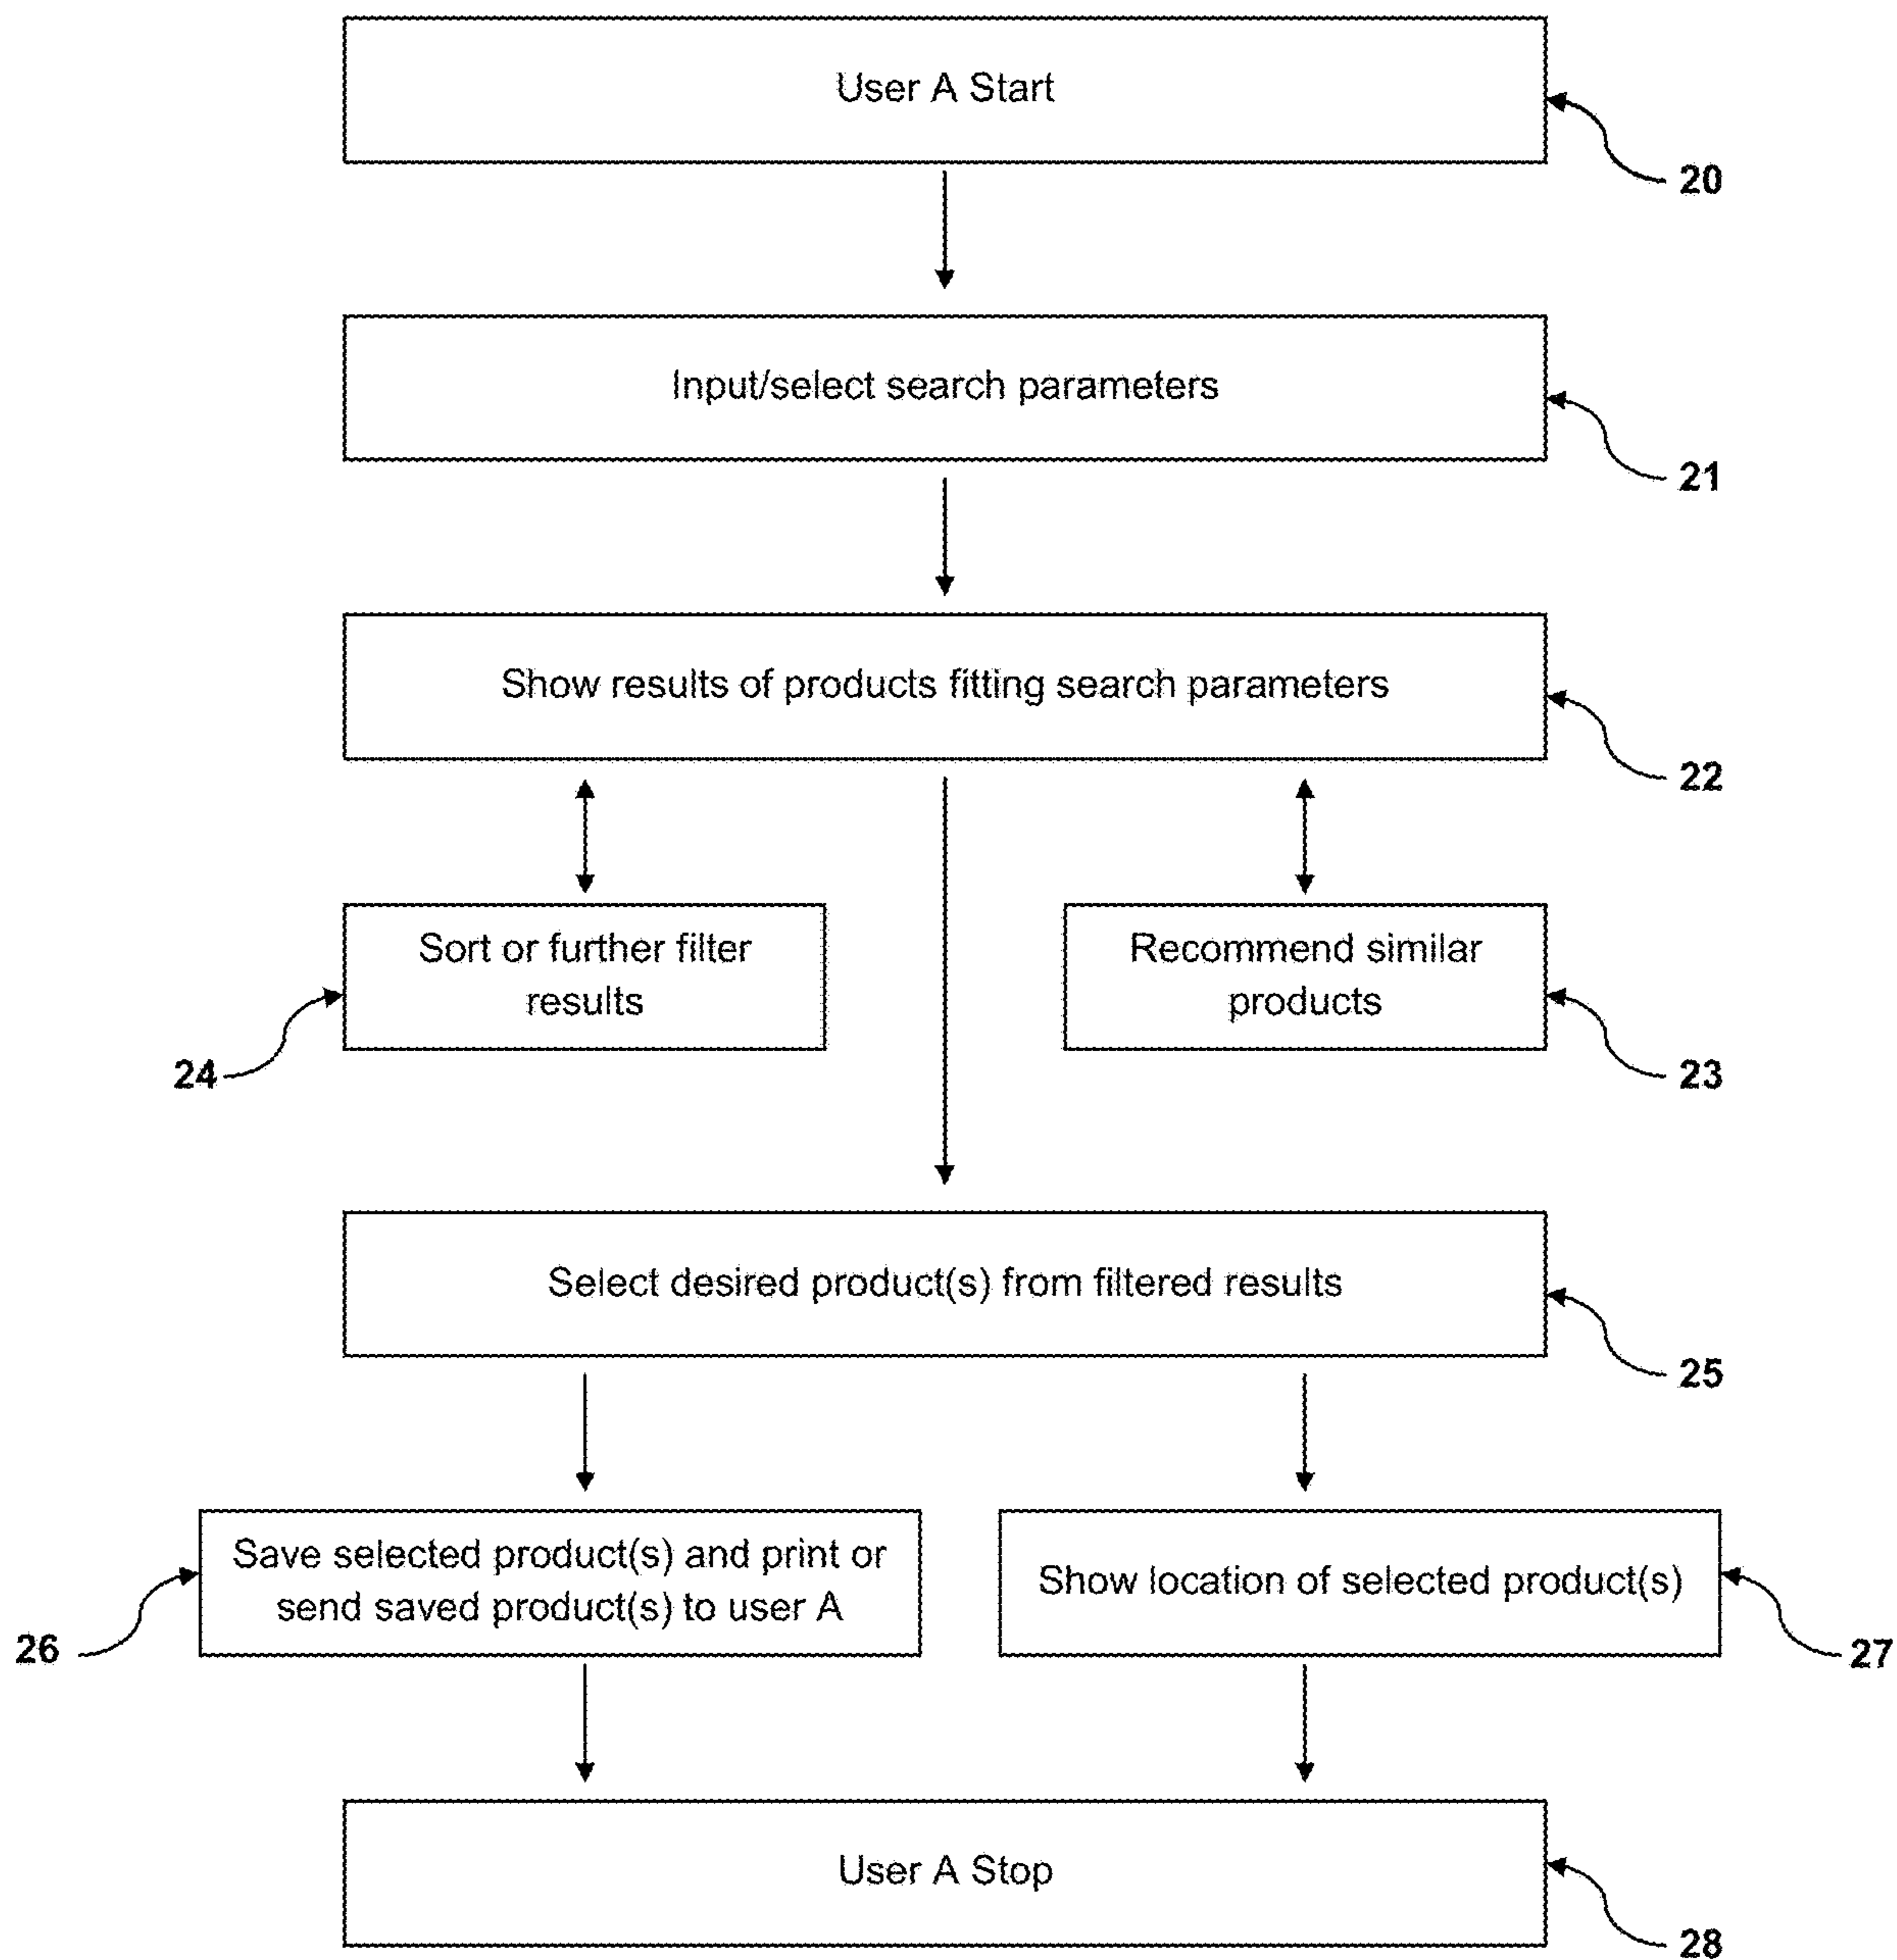 User A Start
20
Input/select search parameters
21
Show results of products fitting search parameters
22
Sort or further filter
results
24
Recommend similar
products
23
Select desired product(s) from filtered results
25
Save selected product(s) and print or
send saved product(s) to user A
26
Show location of selected product(s)
27
User A Stop
28